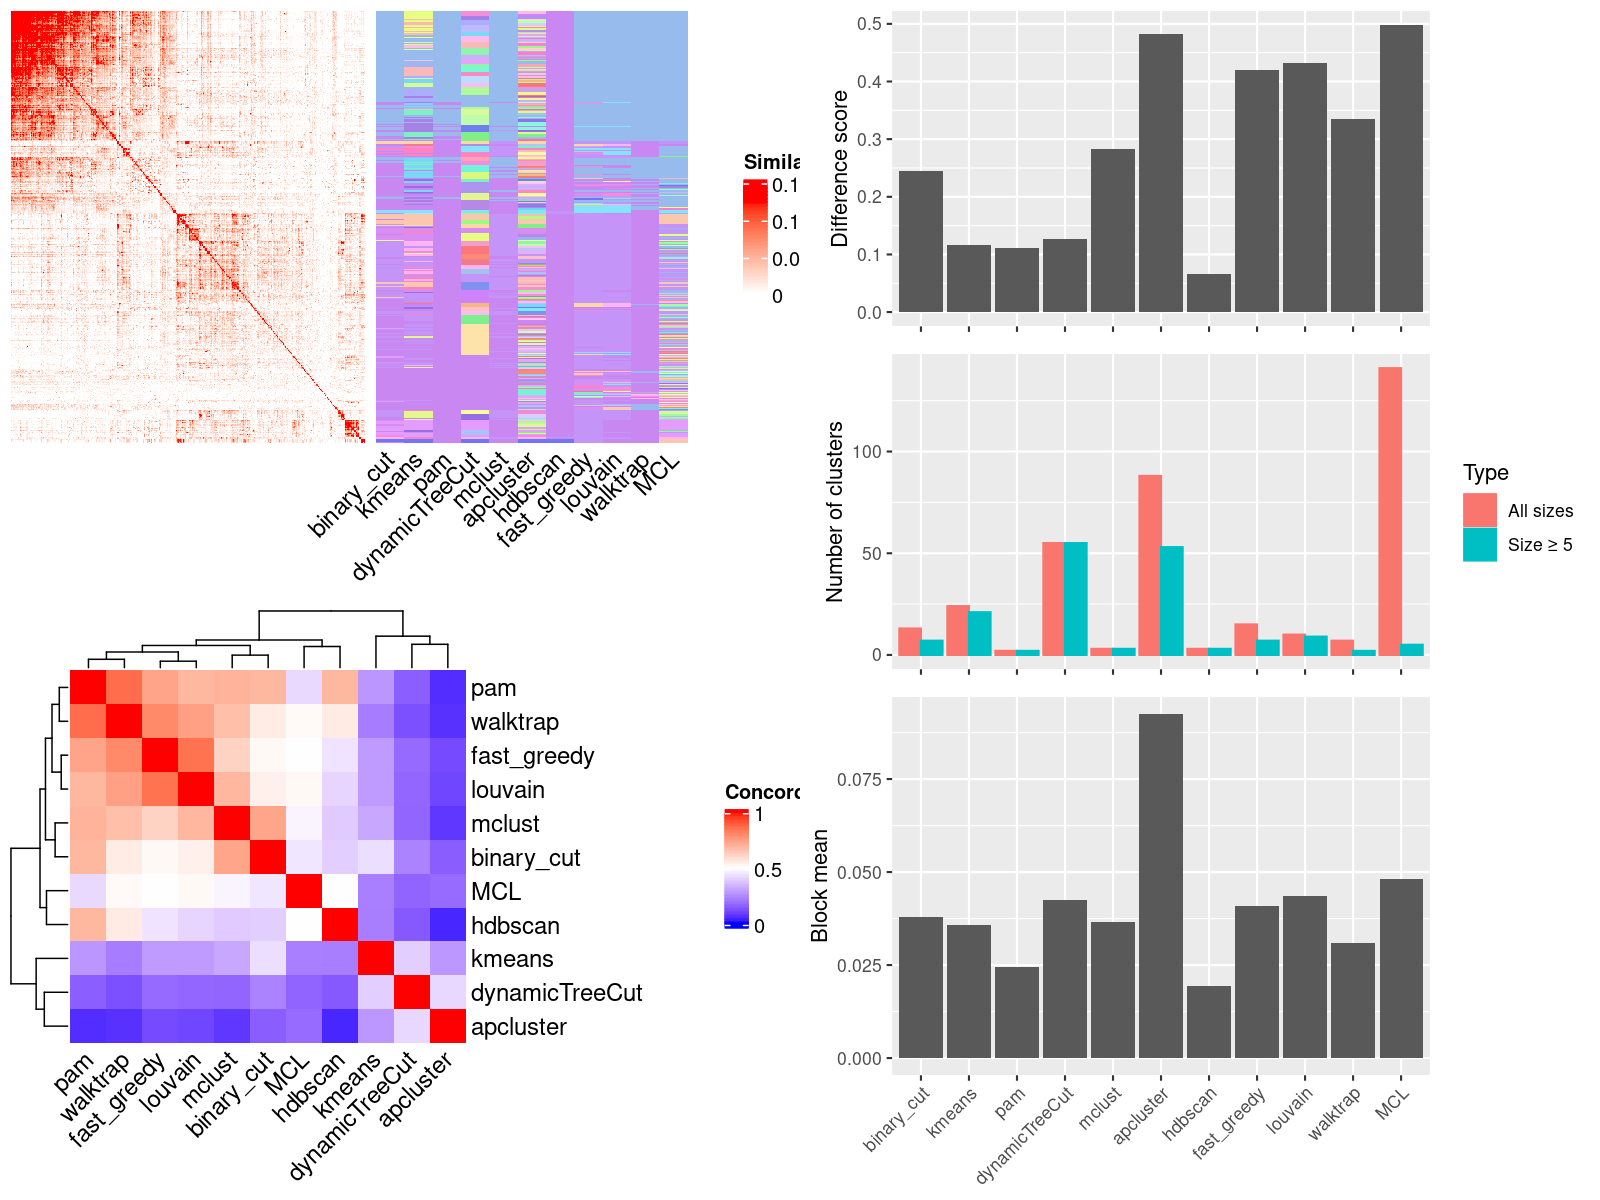 Simila
0.1
0.1
0.0
0
binary_cut
kmeans
pam
dynamicTreeCut
mclust
apcluster
hdbscan
fast_greedy
louvain
walktrap
MCL
pam
walktrap
fast_greedy
louvain
mclust
binary_cut
MCL
hdbscan
kmeans
dynamicTreeCut
apcluster
pam
walktrap
fast_greedy
louvain
mclust
binary_cut
MCL
hdbscan
kmeans
dynamicTreeCut
apcluster
Concord
1
0.5
0
Difference score
0.5
0.4
0.3
0.2
0.1
0.0
Number of clusters
100
50
0
Type
All sizes
Size ≥ 5
Block mean
0.075
0.050
0.025
0.000
binary_cut
kmeans
pam
dynamicTreeCut
mclust
apcluster
hdbscan
fast_greedy
louvain
walktrap
MCL